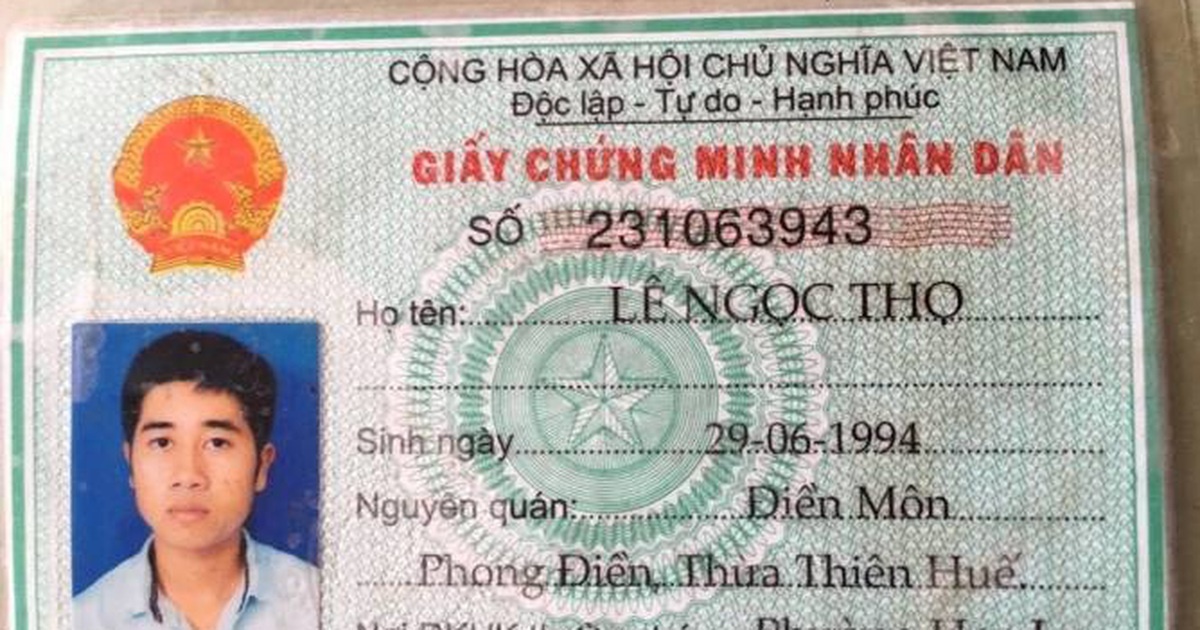 CỘNG HÒA XÃ HỘI CHỦ NGHĨA VIỆT NAM
Độc lập - Tự do - Hạnh phúc
GIẤY CHỨNG MINH NHÂN DÂN
SỐ 231063943
Họ tên: LÊ NGỌC THỌ
Sinh ngày 29-06-1994
Nguyên quán: Điền Môn
Phong Điền, Thừa Thiên Huế.